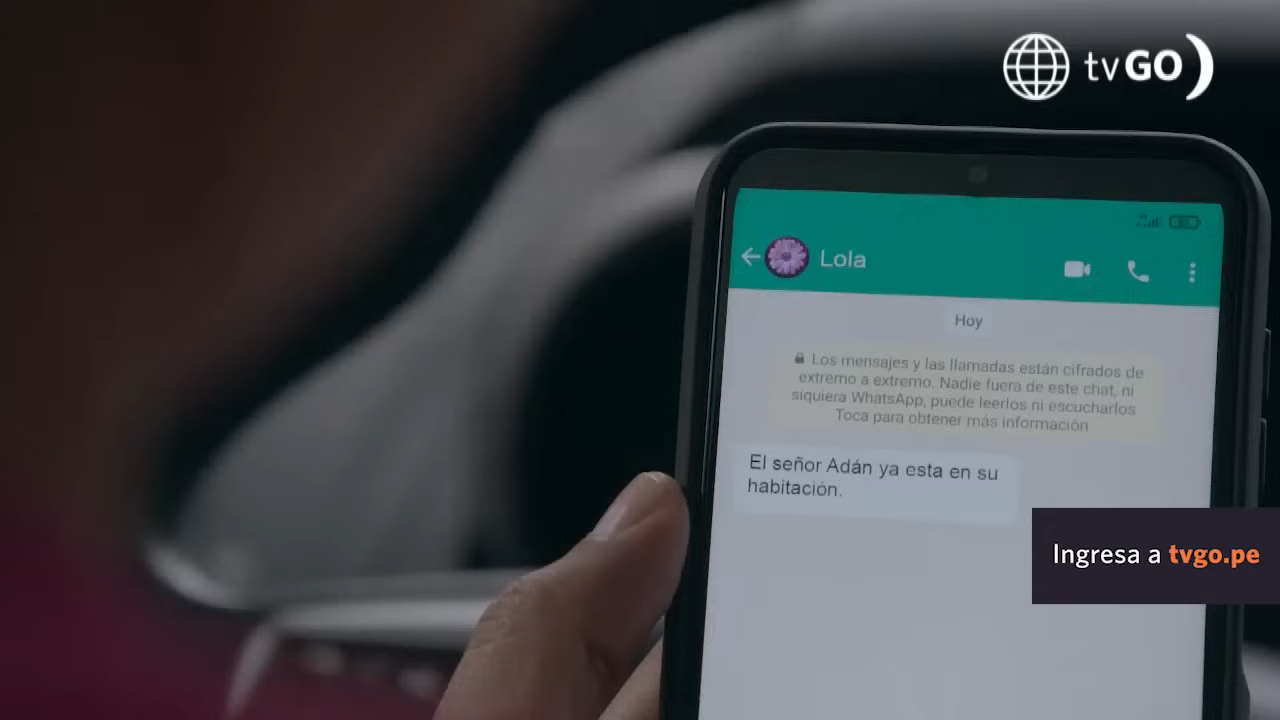 tvGO
Lola
Hoy
Los mensajes y las llamadas están cifrados de
extremo a extremo. Nadie fuera de este chat, ni
siquiera WhatsApp, puede leerlos ni escucharlos
Toca para obtener más información
El señor Adán ya esta en su
habitación.
Ingresa a tvgo.pe